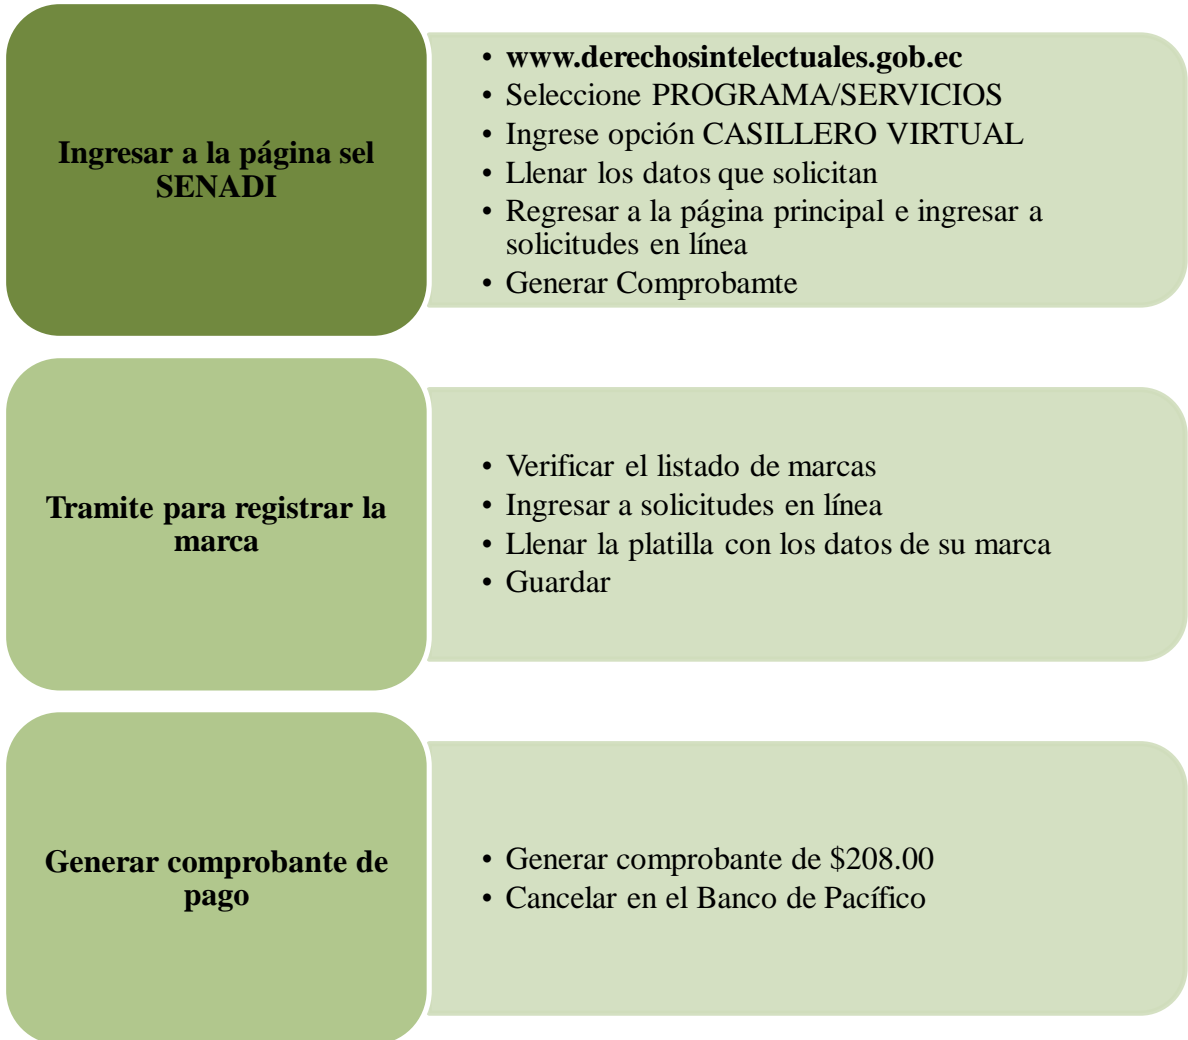 Ingresar a la página sel
SENADI
• www.derechosintelectuales.gob.ec
• Seleccione PROGRAMA/SERVICIOS
• Ingrese opción CASILLERO VIRTUAL
• Llenar los datos que solicitan
• Regresar a la página principal e ingresar a
solicitudes en línea
• Generar Comprobamte
Tramite para registrar la
marca
• Verificar el listado de marcas
• Ingresar a solicitudes en línea
• Llenar la platilla con los datos de su marca
• Guardar
Generar comprobante de
pago
• Generar comprobante de $208.00
• Cancelar en el Banco de Pacífico